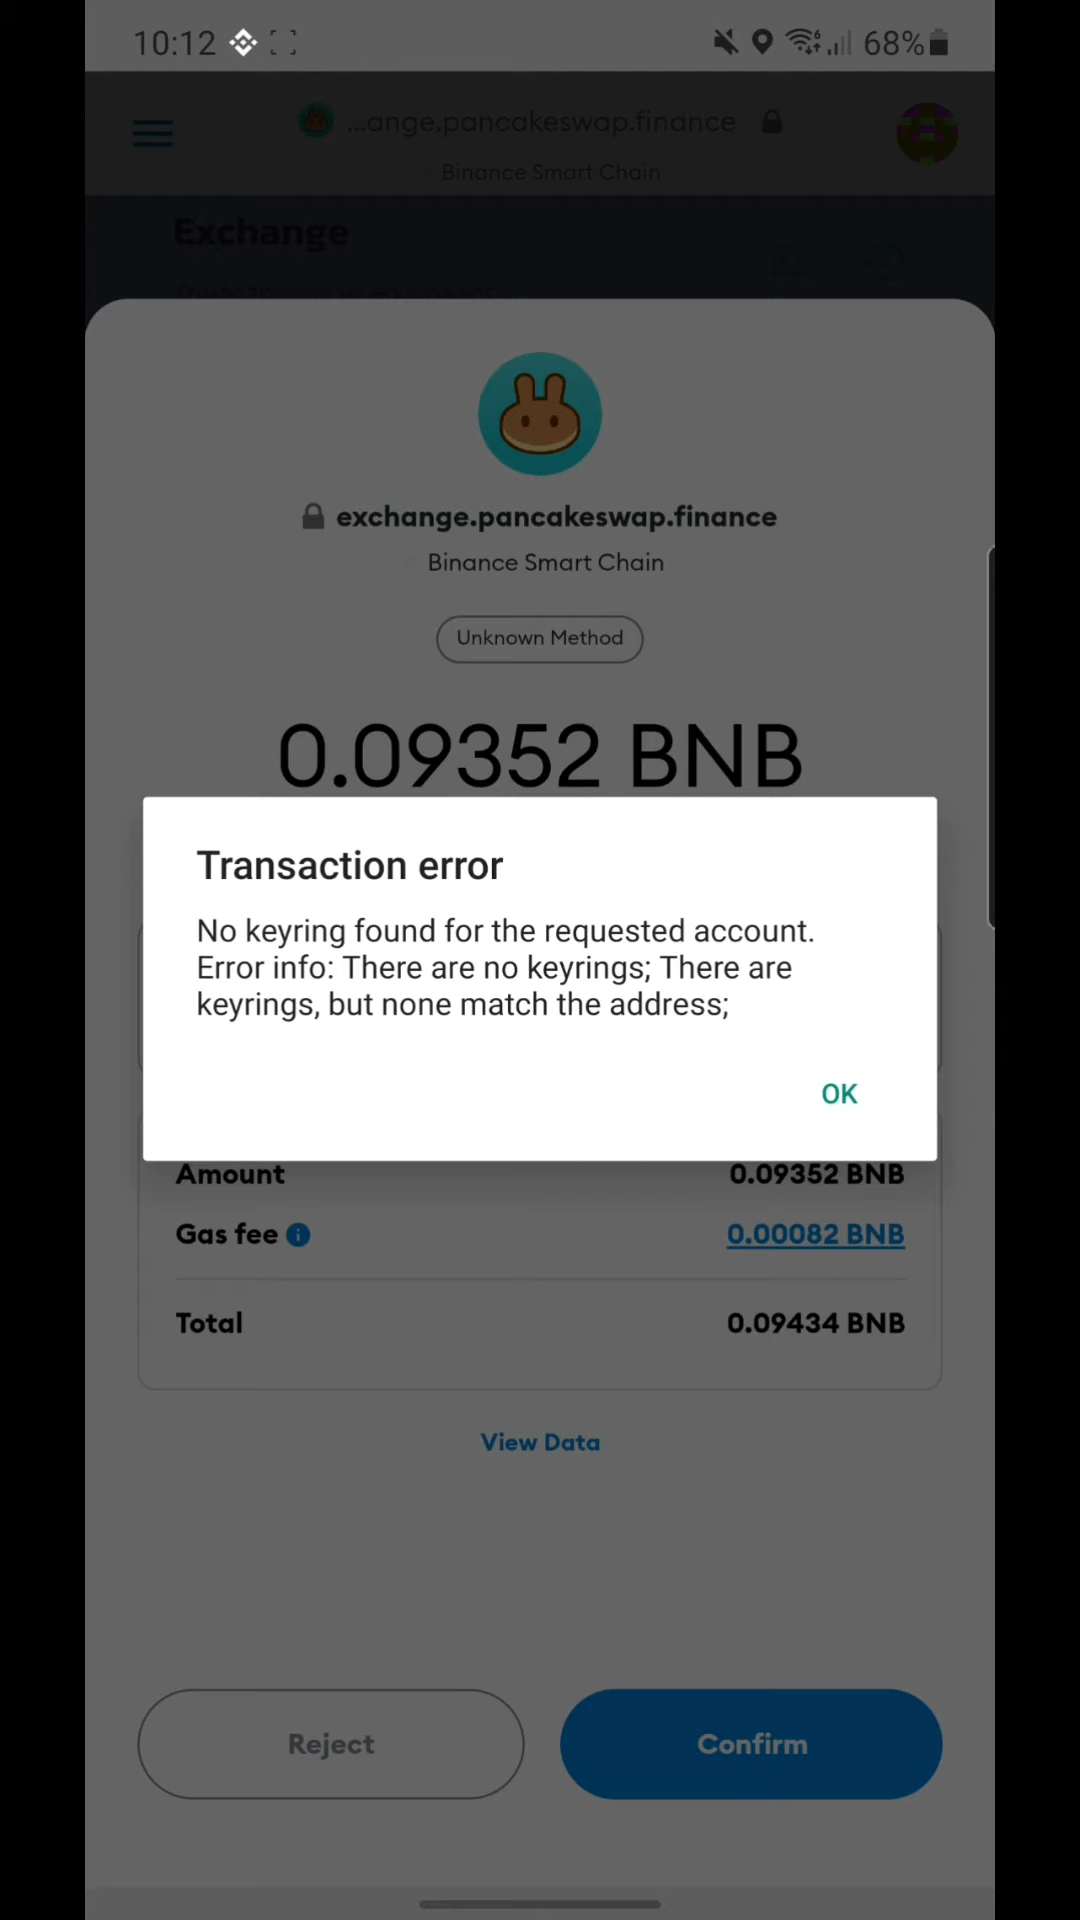 10:12
68%
...ange.pancakeswap.finance
Binance Smart Chain
Exchange
exchange.pancakeswap.finance
Binance Smart Chain
Unknown Method
0.09352 BNB
Transaction error
No keyring found for the requested account.
Error info: There are no keyrings; There are
keyrings, but none match the address;
OK
Amount 0.09352 BNB
Gas fee 0.00082 BNB
Total 0.09434 BNB
View Data
Reject Confirm